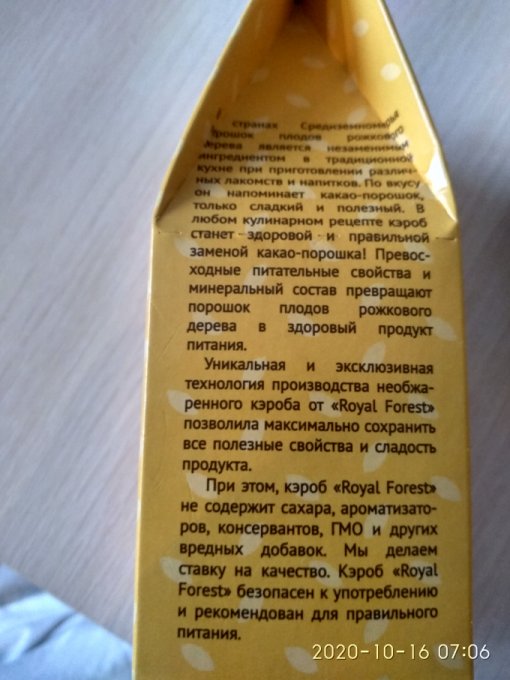 странах Средиземноморья
порошок плодов рожкового
дерева является незаменимым
ингредиентом в традиционной
кухне при приготовлении различ-
ных лакомств и напитков. По вкусу
он напоминает какао-порошок,
только сладкий и полезный. В
любом кулинарном рецепте кэроб
станет здоровой и правильной
заменой какао-порошка! Превос-
ходные питательные свойства и
минеральный состав превращают
порошок плодов рожкового
дерева в здоровый продукт
питания.
Уникальная и эксклюзивная
технология производства необжа-
ренного кэроба от «Royal Forest»
позволила максимально сохранить
все полезные свойства и сладость
продукта.
При этом, кэроб «Royal Forest»
не содержит сахара, ароматизато-
ров, консервантов, ГМО и других
вредных добавок. Мы делаем
ставку на качество. Кэроб «Royal
Forest» безопасен к употреблению
и рекомендован для правильного
питания.
2020-10-16 07:06